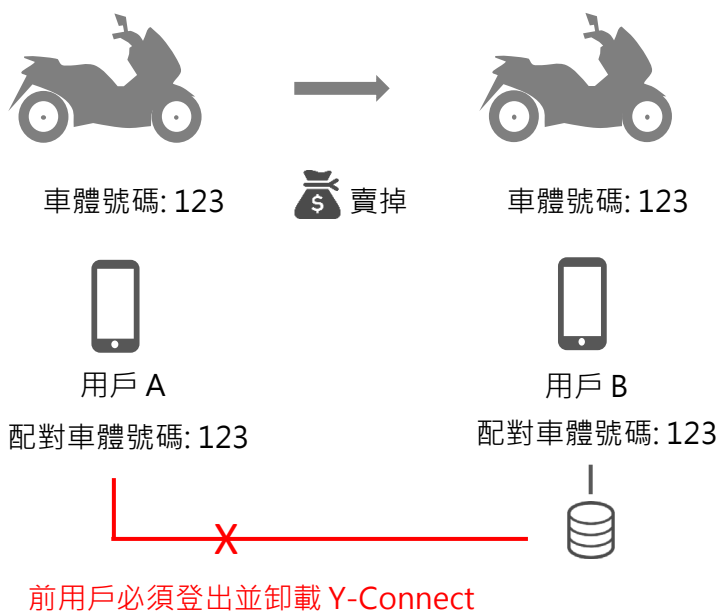 車體號碼: 123
$ 賣掉
車體號碼: 123
用戶 A
用戶 B
配對車體號碼: 123
配對車體號碼: 123
X
前用戶必須登出並卸載 Y-Connect